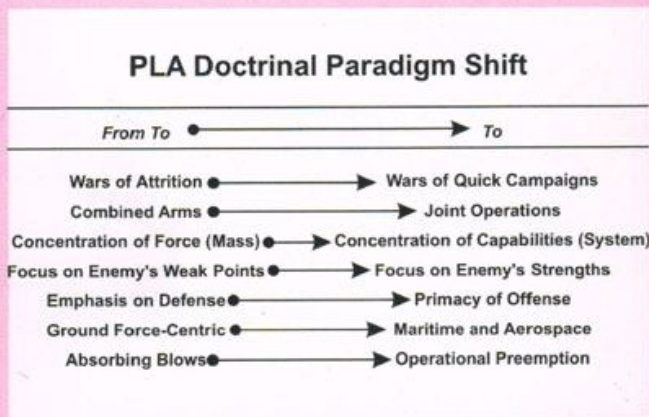 PLA Doctrinal Paradigm Shift
From To To
Wars of Attrition Wars of Quick Campaigns
Combined Arms Joint Operations
Concentration of Force (Mass) Concentration of Capabilities (System)
Focus on Enemy's Weak Points Focus on Enemy's Strengths
Emphasis on Defense Primacy of Offense
Ground Force-Centric Maritime and Aerospace
Absorbing Blows Operational Preemption